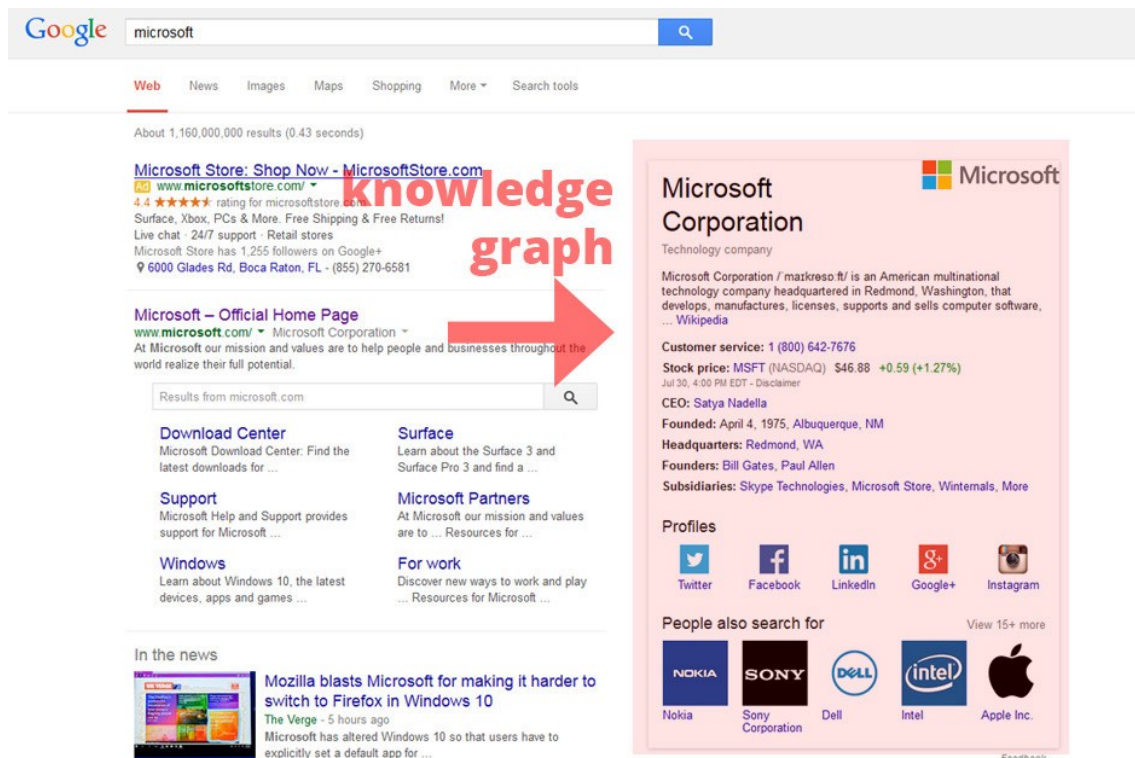 Google
microsoft
Web News Images Maps Shopping More Search tools
About 1,160,000,000 results (0.43 seconds)
Microsoft Store: Shop Now - MicrosoftStore.com
Ad www.microsoftstore.com/
4.4 ★★★★★ rating for microsoftstore.com
Surface, Xbox, PCs & More. Free Shipping & Free Returns!
Live chat · 24/7 support · Retail stores
Microsoft Store has 1,255 followers on Google+
6000 Glades Rd, Boca Raton, FL - (855) 270-6581
knowledge
graph
Microsoft – Official Home Page
www.microsoft.com/ Microsoft Corporation
At Microsoft our mission and values are to help people and businesses throughout the
world realize their full potential.
Results from microsoft.com
Download Center
Microsoft Download Center: Find the
latest downloads for ...
Surface
Learn about the Surface 3 and
Surface Pro 3 and find a ...
Support
Microsoft Help and Support provides
support for Microsoft ...
Microsoft Partners
At Microsoft our mission and values
are to ... Resources for ...
Windows
Learn about Windows 10, the latest
devices, apps and games ...
For work
Discover new ways to work and play
... Resources for Microsoft ...
In the news
Mozilla blasts Microsoft for making it harder to
switch to Firefox in Windows 10
The Verge - 5 hours ago
Microsoft has altered Windows 10 so that users have to
explicitly set a default app for ...
Microsoft
Corporation
Microsoft
Technology company
Microsoft Corporation /ˈmaɪkrəsɒft/ is an American multinational
technology company headquartered in Redmond, Washington, that
develops, manufactures, licenses, supports and sells computer software,
... Wikipedia
Customer service: 1 (800) 642-7676
Stock price: MSFT (NASDAQ) $46.88 +0.59 (+1.27%)
Jul 30, 4:00 PM EDT - Disclaimer
CEO: Satya Nadella
Founded: April 4, 1975, Albuquerque, NM
Headquarters: Redmond, WA
Founders: Bill Gates, Paul Allen
Subsidiaries: Skype Technologies, Microsoft Store, Winternals, More
Profiles
Twitter Facebook LinkedIn Google+ Instagram
People also search for View 15+ more
NOKIA SONY DELL intel
Nokia Sony Dell Intel Apple Inc.
Corporation
Feedback